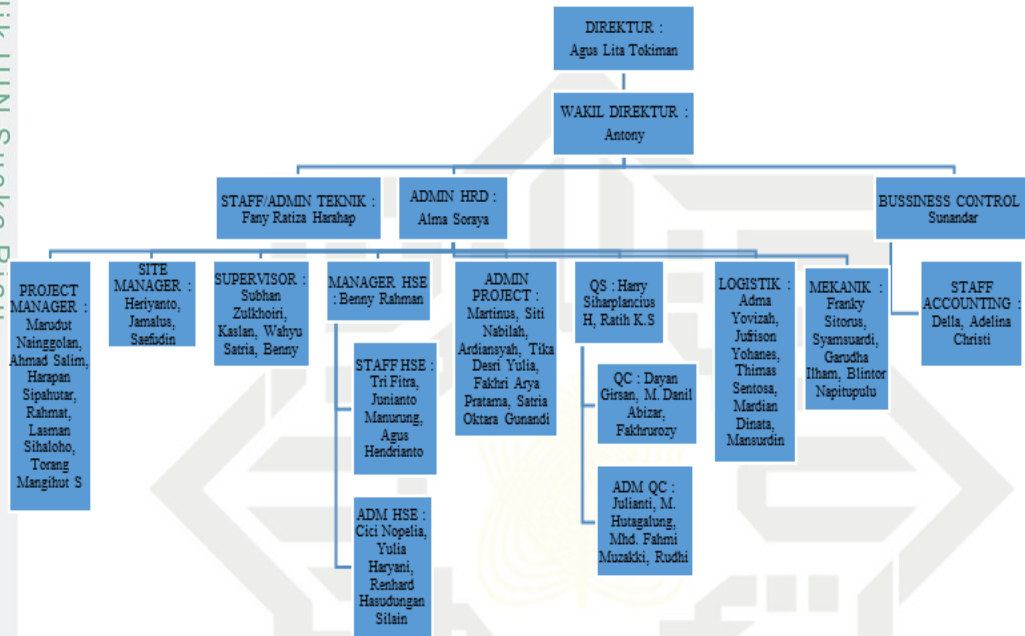 DIREKTUR :
Agus Lita Tokiman
WAKIL DIREKTUR :
Antony
STAFF/ADMIN TEKNIK :
Fany Ratiza Harahap
ADMIN HRD :
Alma Soraya
BUSSINESS CONTROL
Sunandar
PROJECT
MANAGER :
Marudut
Nainggolan,
Ahmad Salim,
Harapan
Sipahutar,
Rahmat,
Lasman
Sihaloho,
Torang
Mangihut S
SITE
MANAGER :
Heriyanto,
Jamalus,
Saefudin
SUPERVISOR :
Subhan
Zulkhoiri,
Kaslan, Wahyu
Satria, Benny
MANAGER HSE
: Benny Rahman
STAFF HSE :
Tri Fitra,
Junianto
Manurung,
Agus
Hendrianto
ADM HSE :
Cici Nopelia,
Yulia
Haryani,
Renhard
Hasudungan
Silain
ADMIN
PROJECT :
Martinus, Siti
Nabilah,
Ardiansyah, Tika
Desri Yulia,
Fakhri Arya
Pratama, Satria
Oktara Gunandi
QS : Harry
Siharplancius
H, Ratih K.S
QC : Dayan
Girsan, M. Danil
Abizar,
Fakhrurozy
ADM QC :
Julianti, M.
Hutagalung,
Mhd. Fahmi
Muzakki, Rudhi
LOGISTIK :
Adma
Yovizah,
Jufrison
Yohanes,
Thimas
Sentosa,
Mardian
Dinata,
Mansurdin
MEKANIK :
Franky
Sitorus,
Syamsuardi,
Garudha
Ilham, Blintor
Napitupulu
STAFF
ACCOUNTING :
Della, Adelina
Christi
UIN Suska